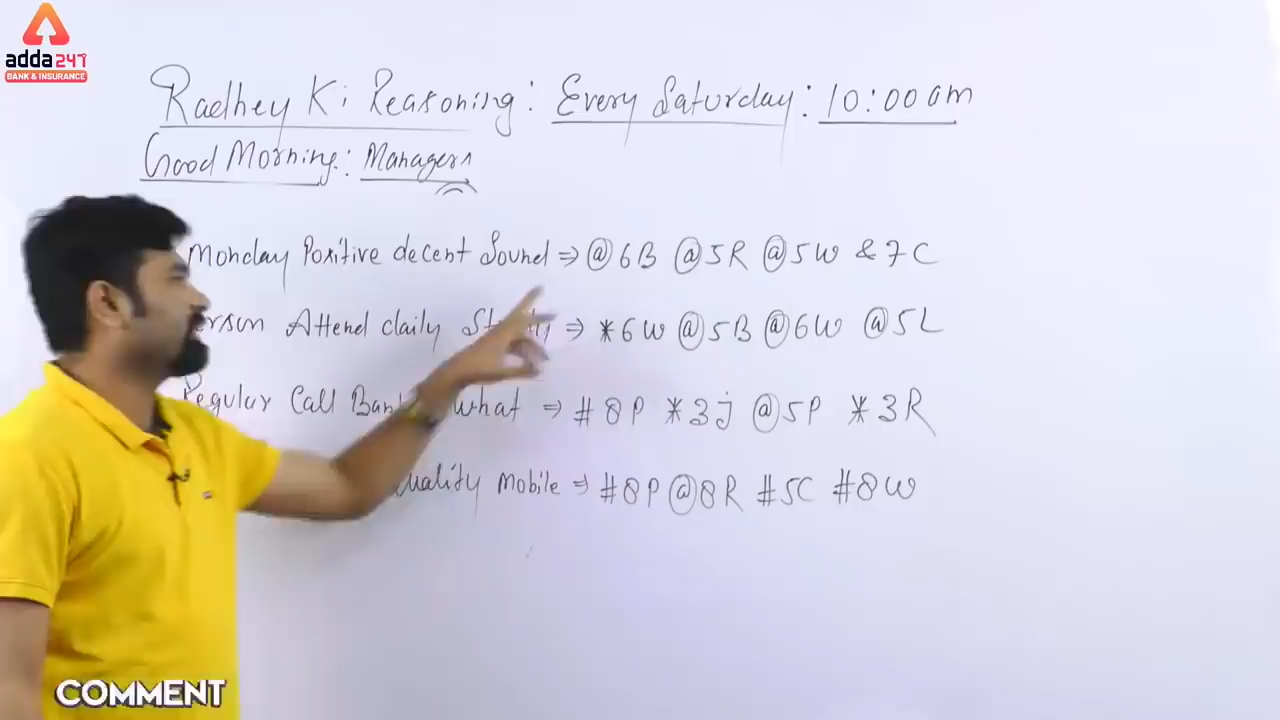 adda247
BANK & INSURANCE
Radhey Ki Reasoning: Every Saturday: 10:00 am
Good Morning: Managers
Monday Positive decent Sound ⇒ @6B @5R @5W &7C
Attend daily ⇒ *6W @5B @6W @5L
Regular Call what ⇒ #8P *3j @5P *3R
mobile ⇒ #8P @8R #5C #8W
COMMENT